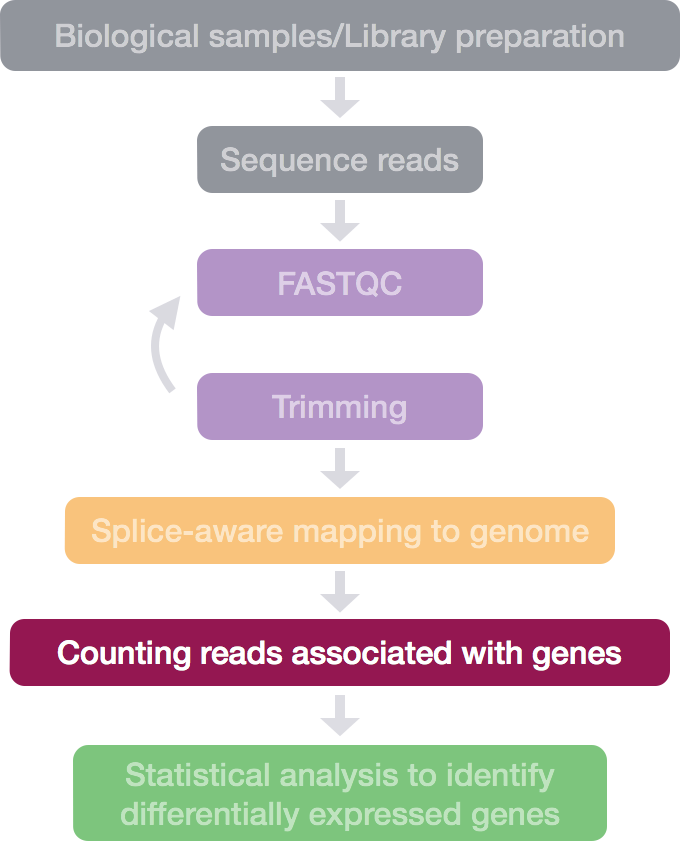 Biological samples/Library preparation
Sequence reads
FASTQC
Trimming
Splice-aware mapping to genome
Counting reads associated with genes
Statistical analysis to identify
differentially expressed genes